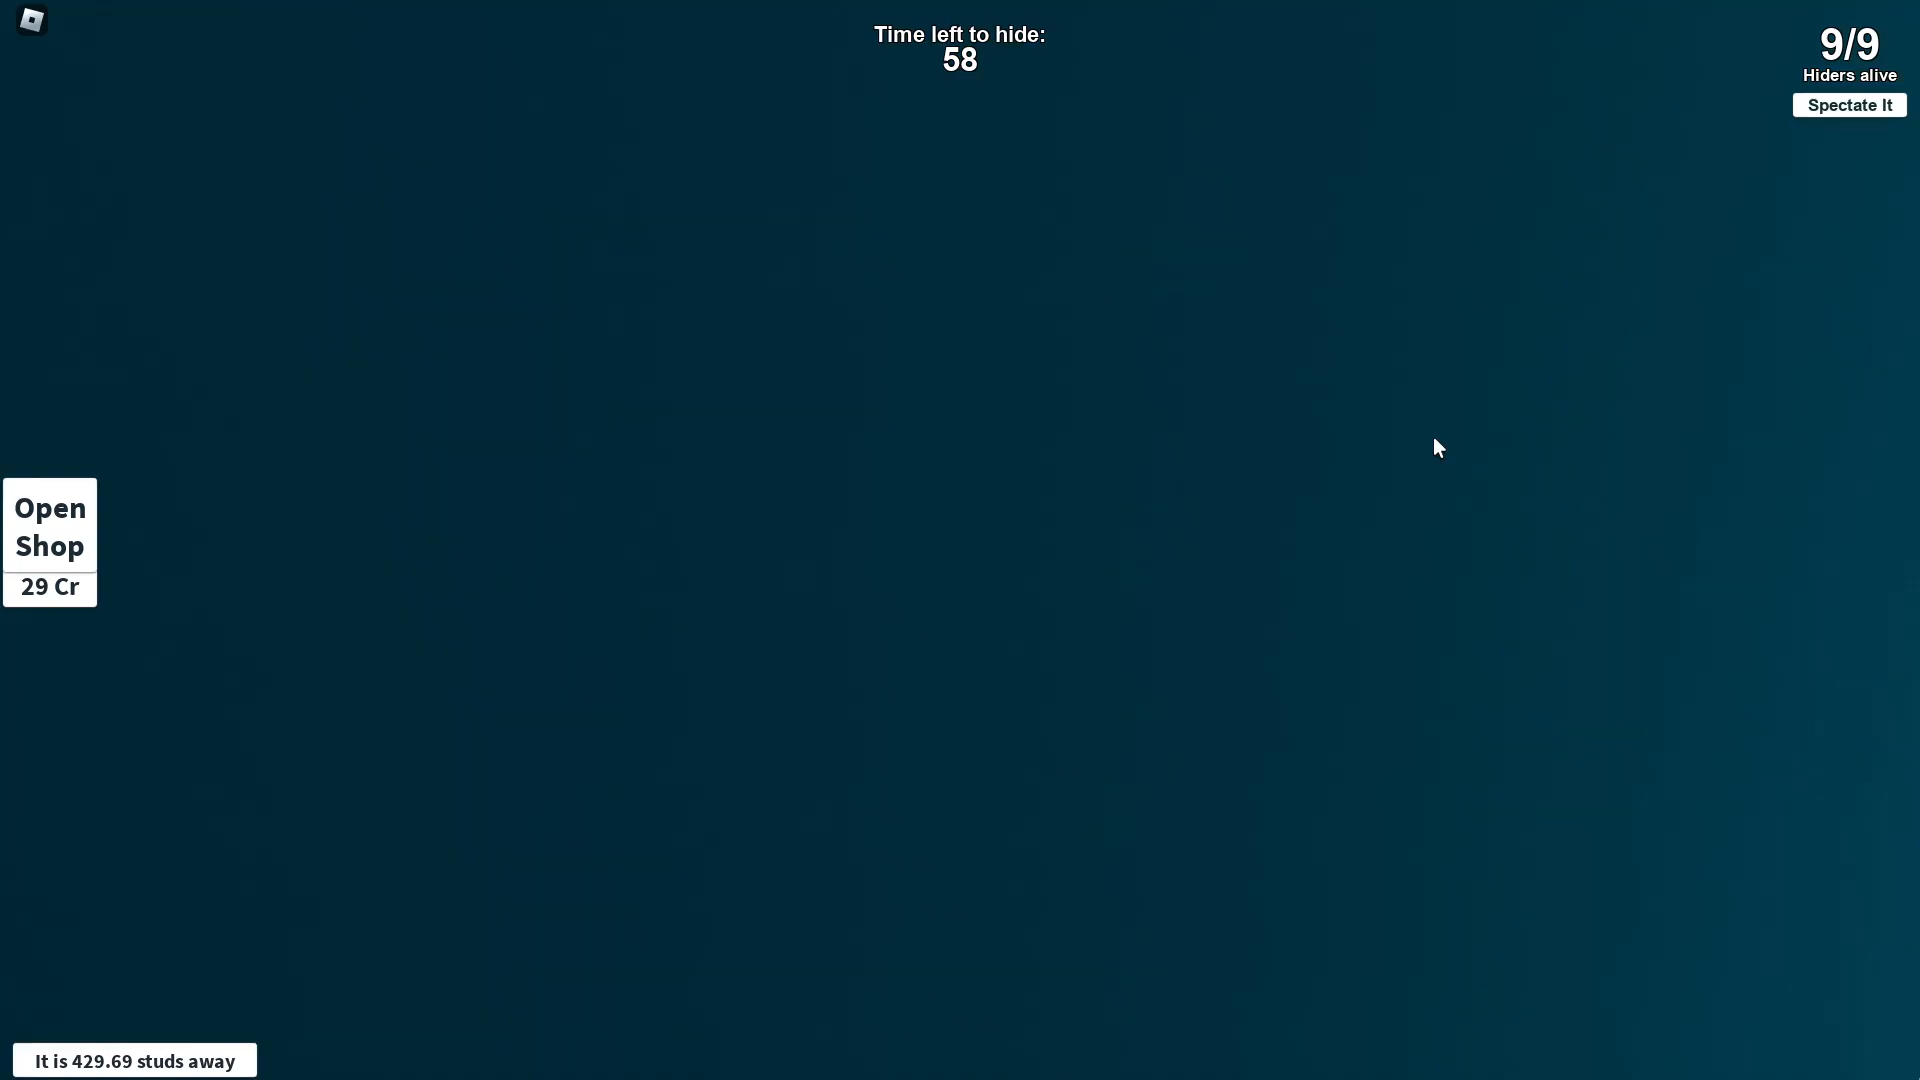 Time left to hide:
58
9/9
Hiders alive
Spectate It
Open
Shop
29 Cr
It is 429.69 studs away